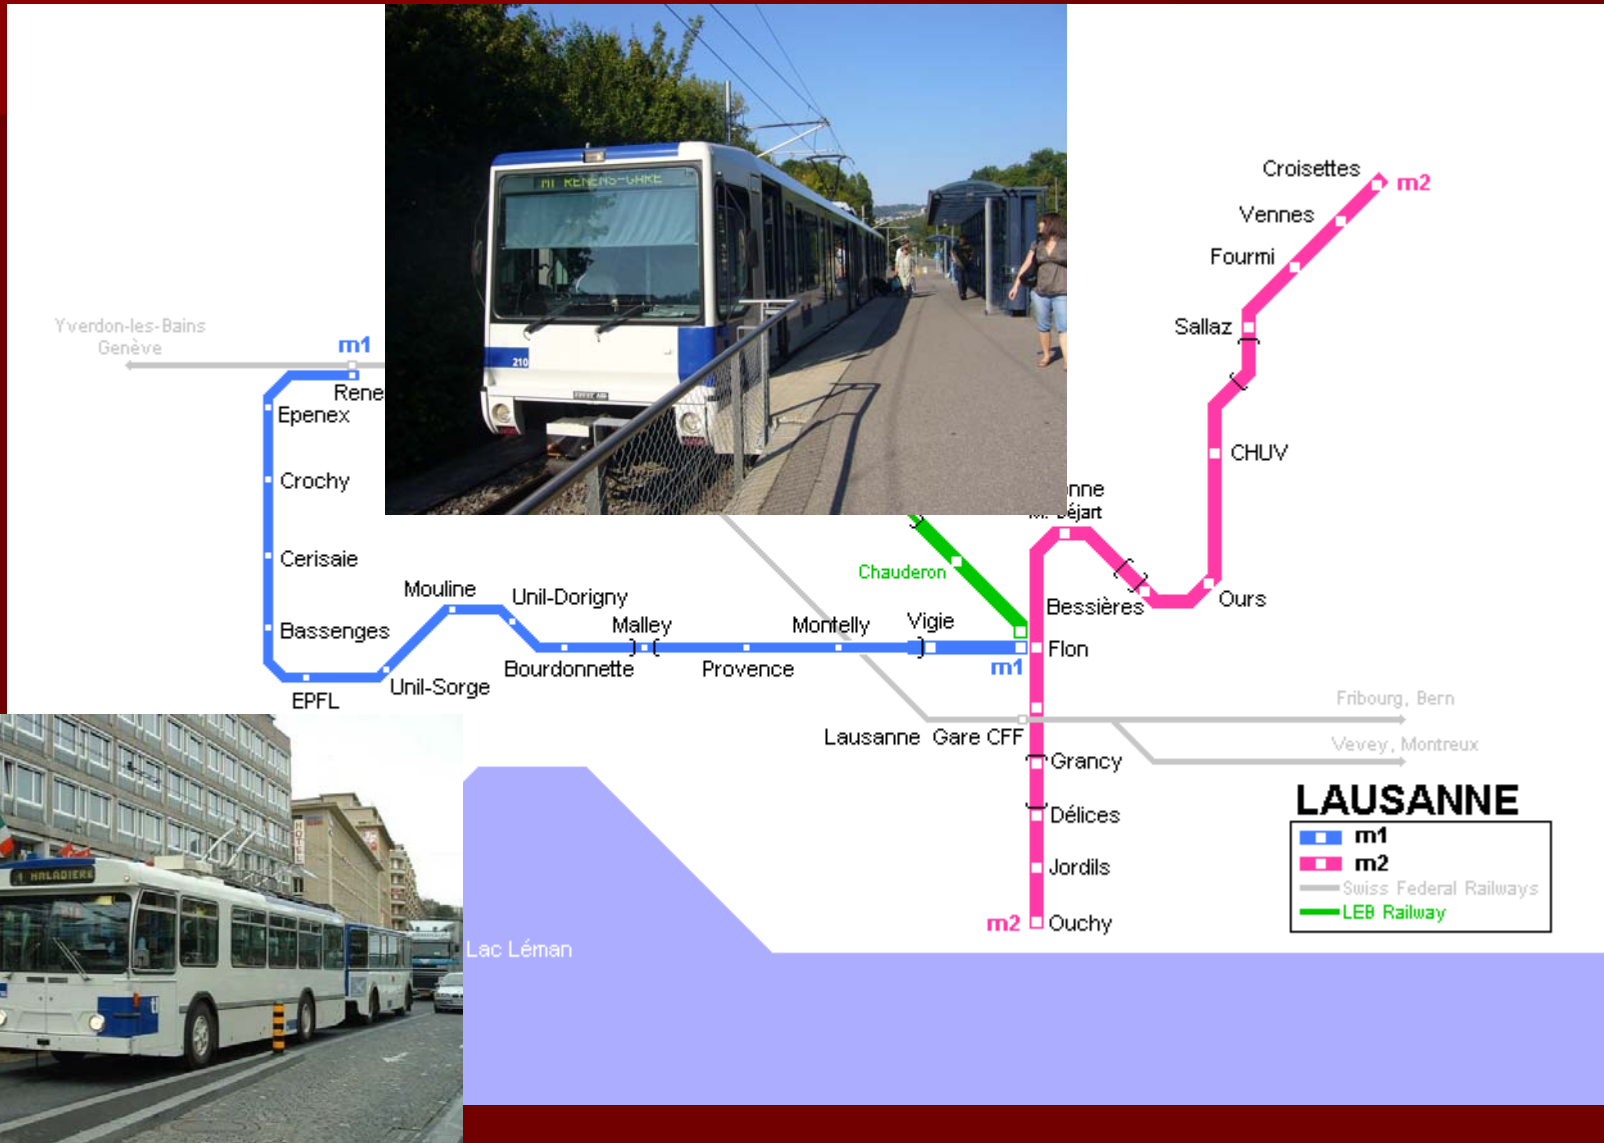 M1 RENENS-GARE
210
Croisettes
m2
Vennes
Fourmi
Sallaz
Yverdon-les-Bains
Genève
m1
Rene
Epenex
CHUV
Crochy
onne
Béjart
Cerisaie
Chauderon
Mouline
Unil-Dorigny
Bessières
Ours
Bassenges
Malley
Montelly
Vigie
Flon
Bourdonnette
Provence
m1
Unil-Sorge
EPFL
Fribourg, Bern
Lausanne Gare CFF
Vevey, Montreux
Grancy
LAUSANNE
Délices
m1
m2
Jordils
Swiss Federal Railways
LEB Railway
m2
Ouchy
Lac Léman
HOTEL
MALADIERE
tl